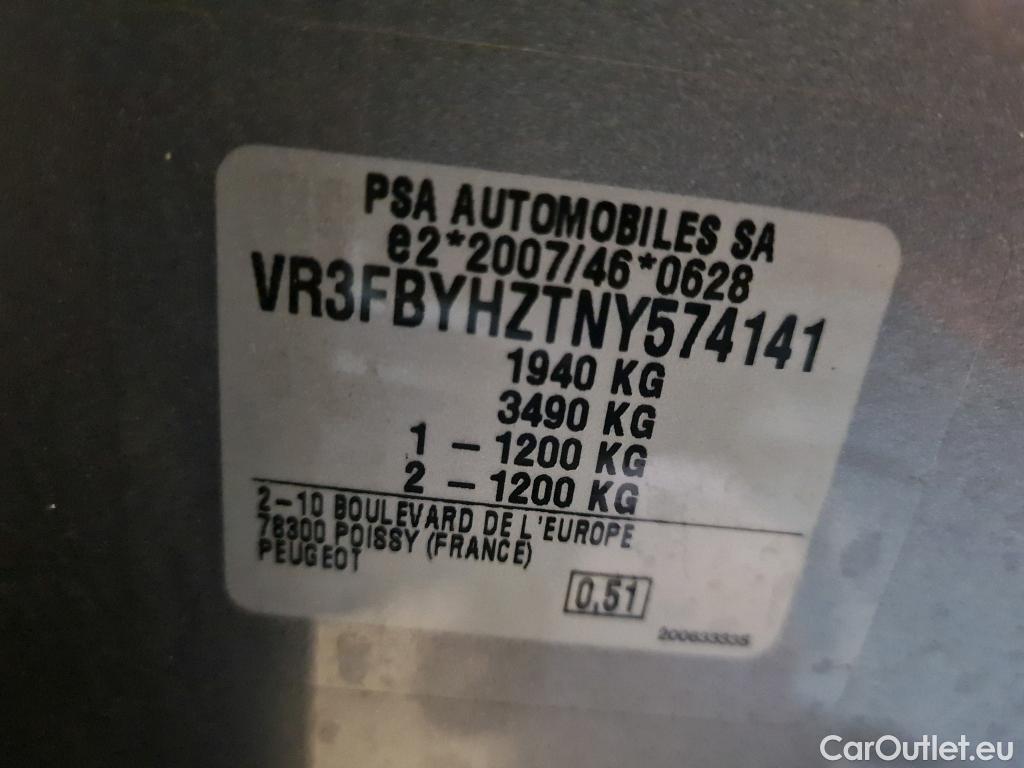 PSA AUTOMOBILES SA
e2*2007/46*0628
VR3FBYHZTNY574141
1940 KG
3490 KG
1 – 1200 KG
2 – 1200 KG
2–10 BOULEVARD DE L'EUROPE
78300 POISSY (FRANCE)
PEUGEOT
0,51
200633335
CarOutlet.eu